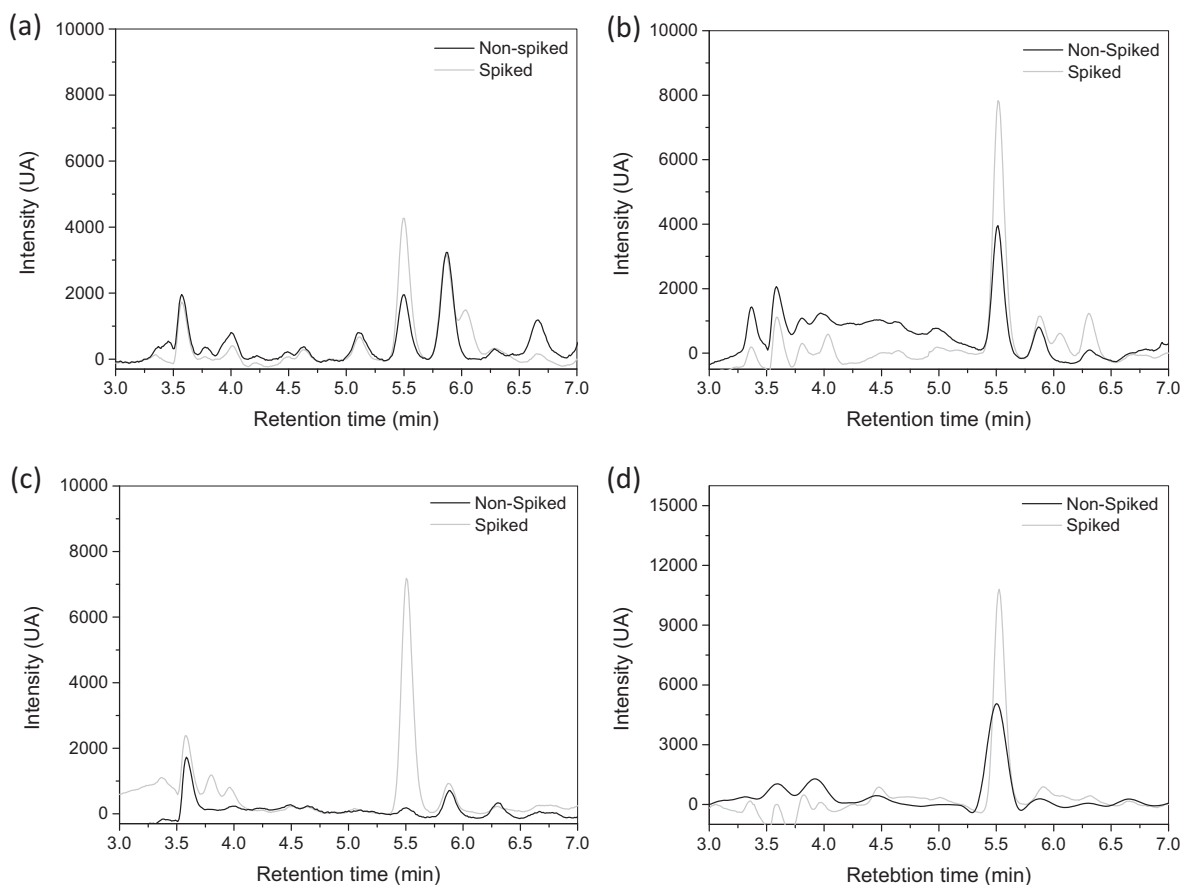 (a)
10000
8000
6000
4000
2000
0
Intensity (UA)
Non-spiked
Spiked
3.0 3.5 4.0 4.5 5.0 5.5 6.0 6.5 7.0
Retention time (min)
(b)
10000
8000
6000
4000
2000
0
Intensity (UA)
Non-Spiked
Spiked
3.0 3.5 4.0 4.5 5.0 5.5 6.0 6.5 7.0
Retention time (min)
(c)
10000
8000
6000
4000
2000
0
Intensity (UA)
Non-Spiked
Spiked
3.0 3.5 4.0 4.5 5.0 5.5 6.0 6.5 7.0
Retention time (min)
(d)
15000
12000
9000
6000
3000
0
Intensity (UA)
Non-Spiked
Spiked
3.0 3.5 4.0 4.5 5.0 5.5 6.0 6.5 7.0
Retebtion time (min)